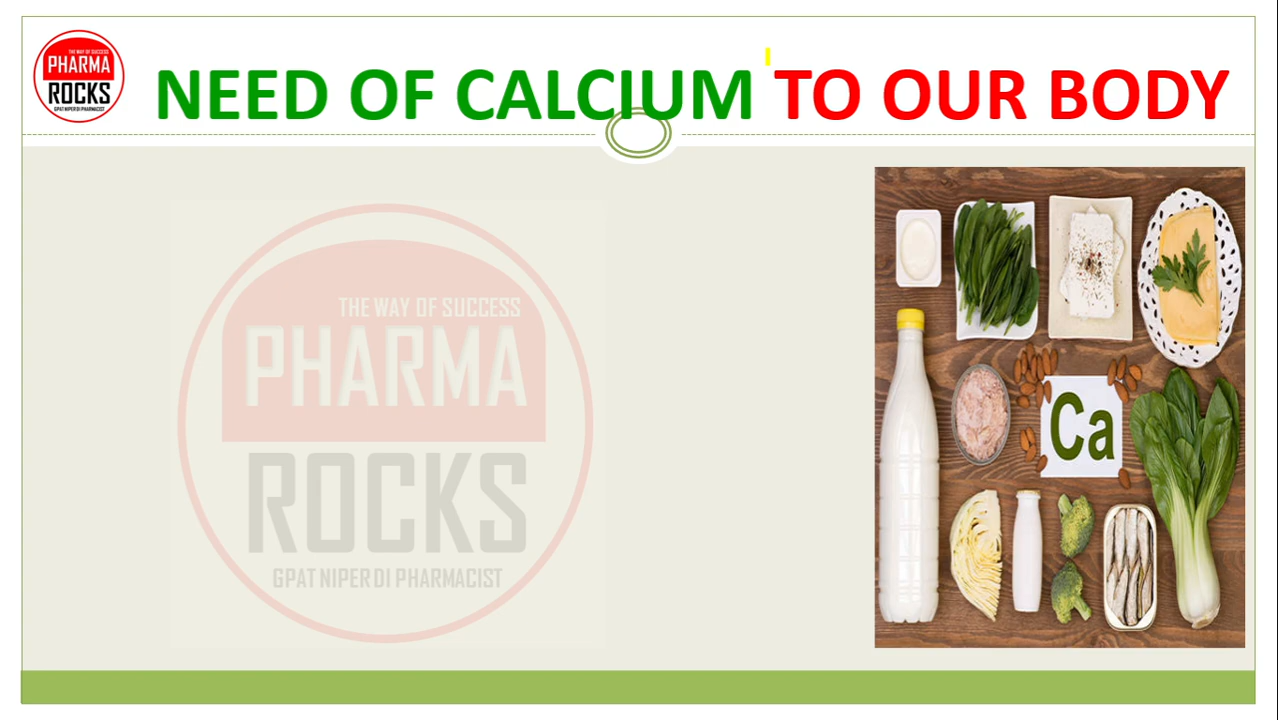 THE WAY OF SUCCESS
PHARMA
ROCKS
GPAT NIPER DI PHARMACIST
NEED OF CALCIUM TO OUR BODY
THE WAY OF SUCCESS
PHARMA
ROCKS
GPAT NIPER DI PHARMACIST
Ca